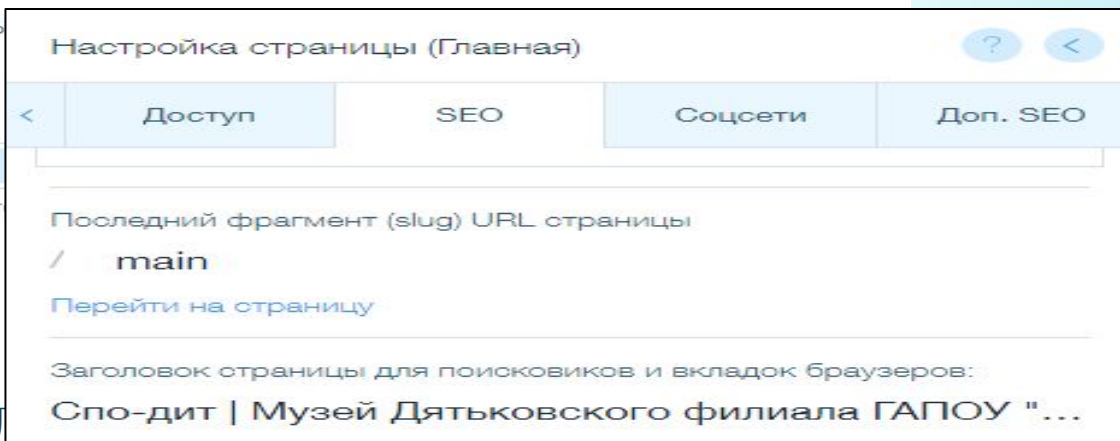 Настройка страницы (Главная) ? <
< Доступ SEO Соцсети Доп. SEO
Последний фрагмент (slug) URL страницы
/ main
Перейти на страницу
Заголовок страницы для поисковиков и вкладок браузеров:
Спо-дит | Музей Дятьковского филиала ГАПОУ "...